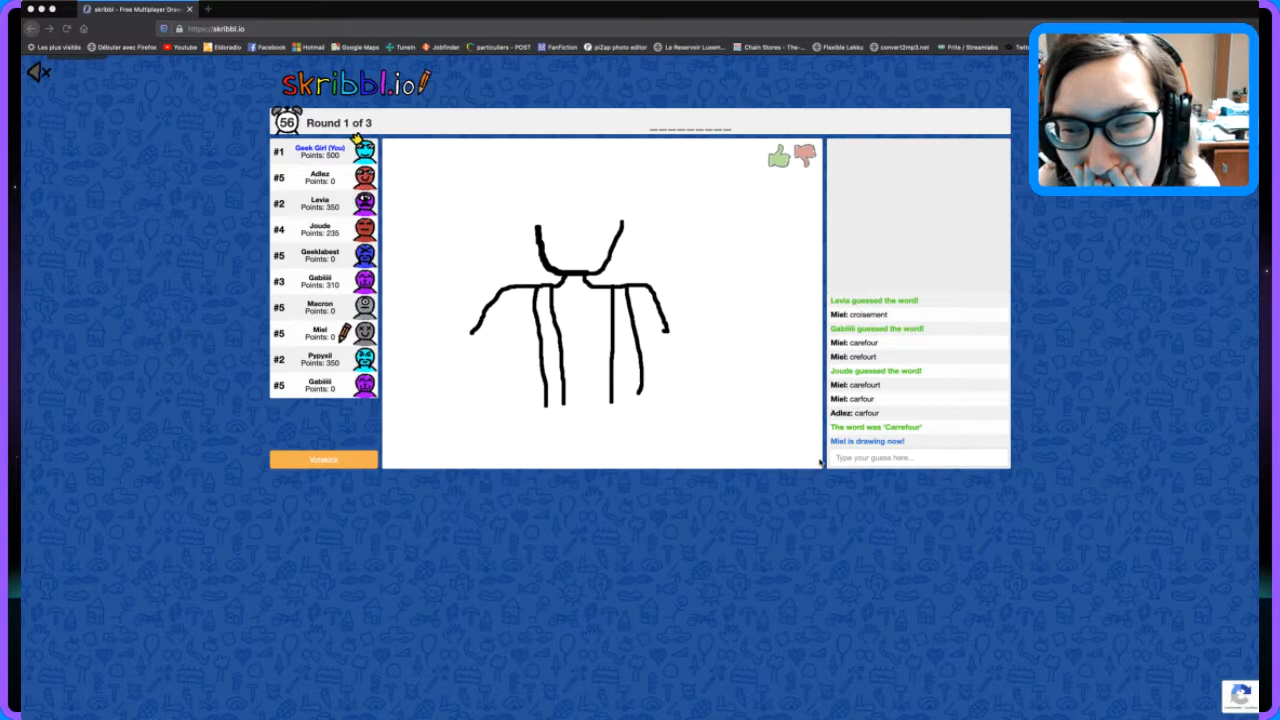 skribbl - Free Multiplayer Draw
https://skribbl.io
Les plus visités
Débuter avec Firefox
Youtube
Eldoradio
Facebook
Hotmail
Google Maps
TuneIn
Jobfinder
particuliers - POST
FanFiction
piZap photo editor
Le Reservoir Luxem...
Chain Stores - The-...
Flexible Lekku
convert2mp3.net
Frits / Streamlabs
Twitc
skribbl.io
56
Round 1 of 3
________
#1
Geek Girl (You)
Points: 500
#5
Adlez
Points: 0
#2
Levia
Points: 350
#4
Joude
Points: 235
#5
Geeklabest
Points: 0
#3
Gabiiiii
Points: 310
#5
Macron
Points: 0
#5
Miel
Points: 0
#2
Pypyxii
Points: 350
#5
Gabiiiii
Points: 0
Votekick
Levia guessed the word!
Miel: croisement
Gabiiiii guessed the word!
Miel: carefour
Miel: crefourt
Joude guessed the word!
Miel: carefourt
Miel: carfour
Adlez: carfour
The word was 'Carrefour'
Miel is drawing now!
Type your guess here...